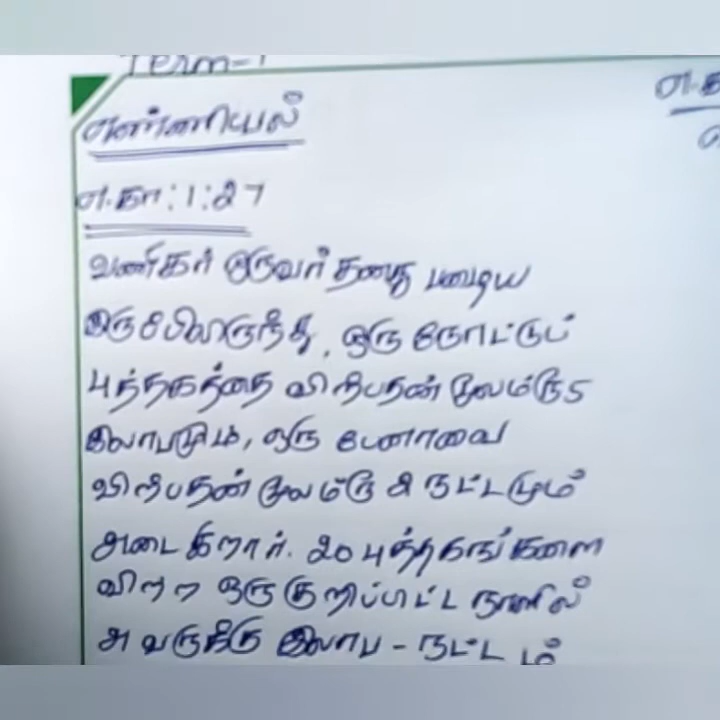 Term-1
எண்ணியல்
எ.கா : 1 : 27
வணிகர் ஒருவர் தனது பழைய
இருப்பிலிருந்து, ஒரு நோட்டுப்
புத்தகத்தை விற்பதன் மூலம் ரூ 5
இலாபமும், ஒரு பேனாவை
விற்பதன் மூலம் ரூ 2 நட்டமும்
அடைகிறார். 20 புத்தகங்களை
விற்ற ஒரு குறிப்பிட்ட நாளில்
அவருக்கு இலாப - நட்டம்